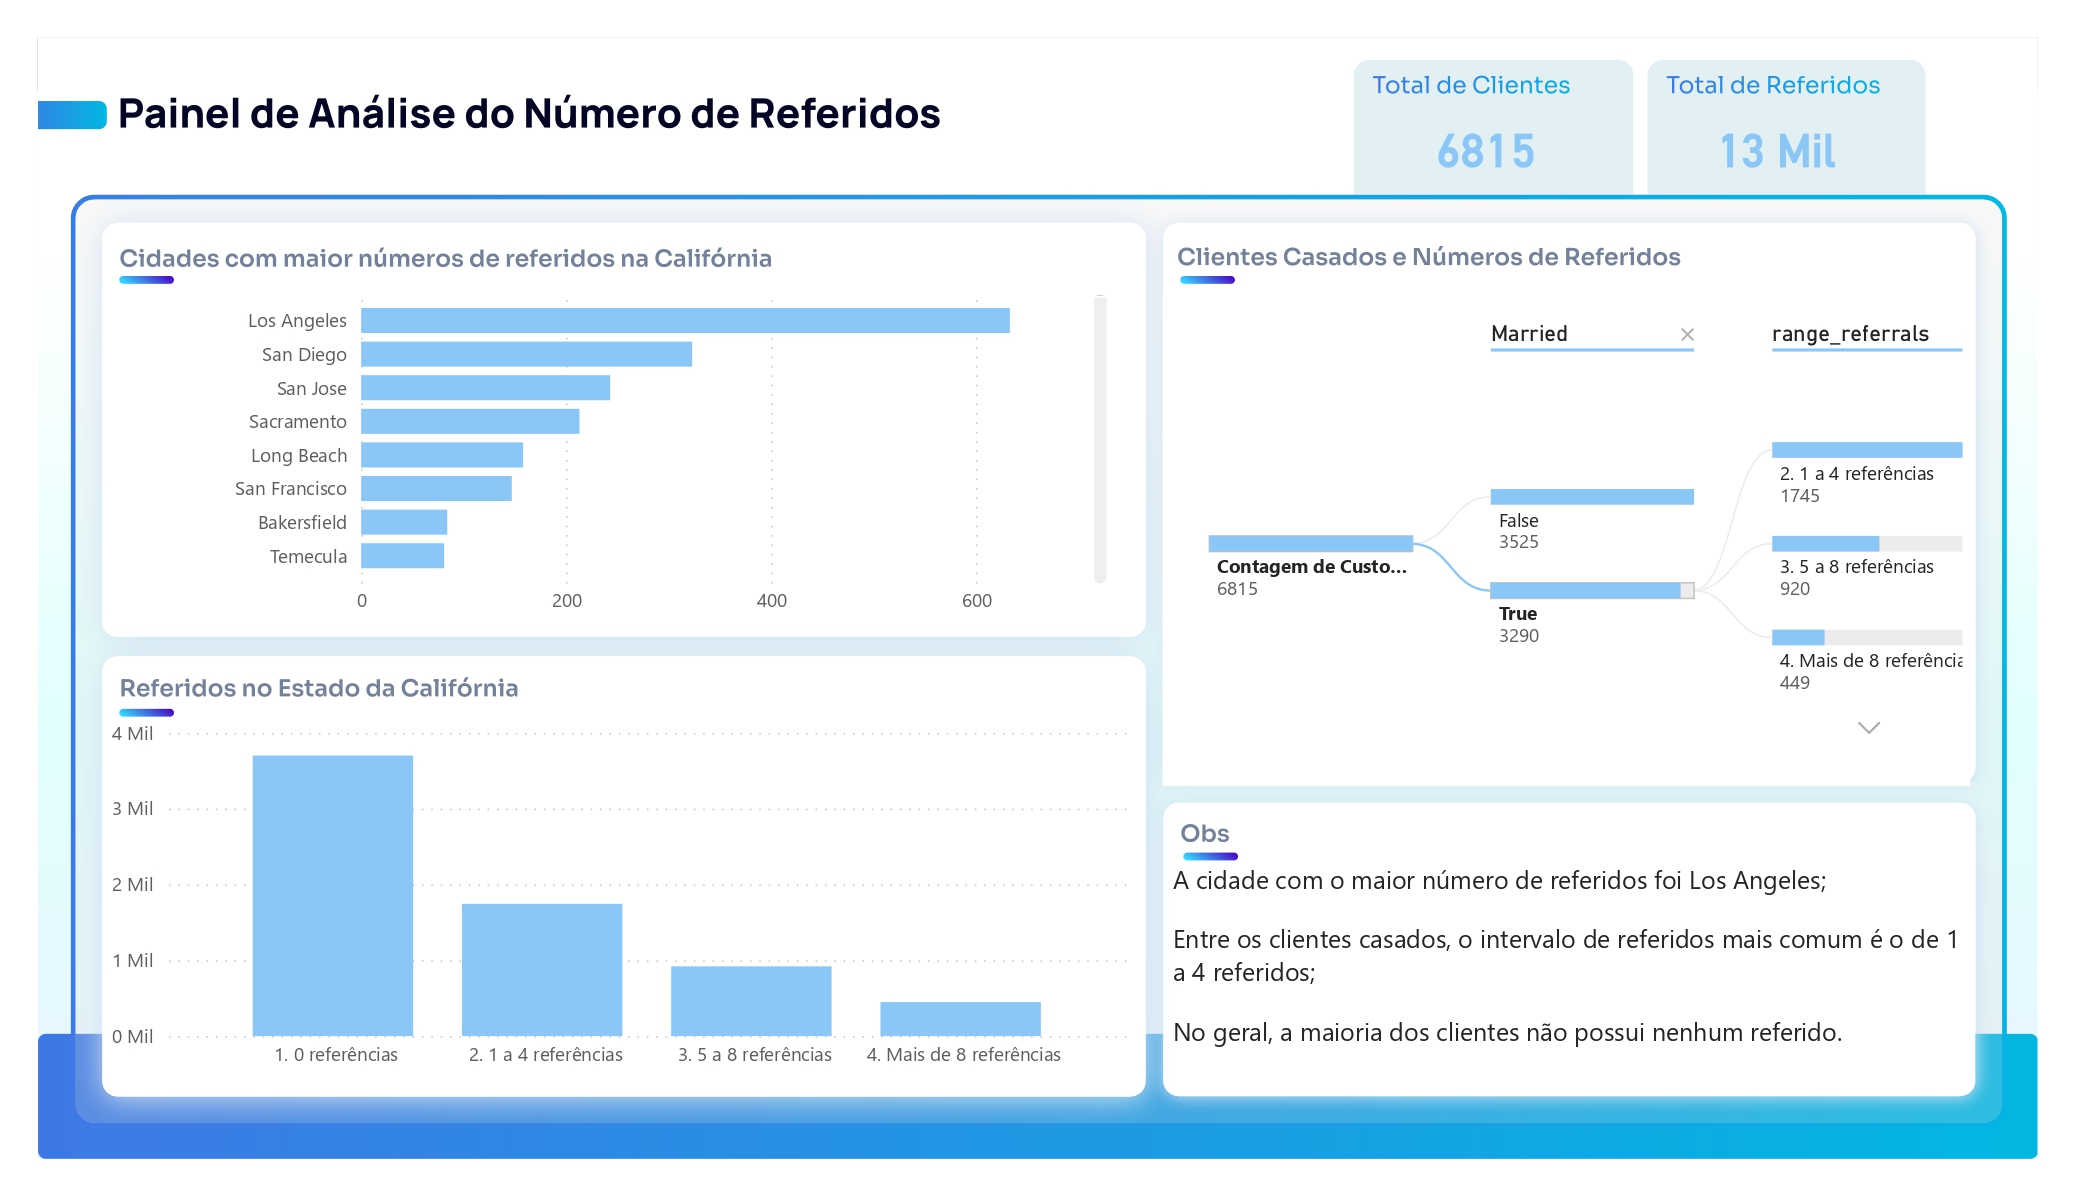 Painel de Análise do Número de Referidos
Total de Clientes
6815
Total de Referidos
13 Mil
Cidades com maior números de referidos na Califórnia
Los Angeles
San Diego
San Jose
Sacramento
Long Beach
San Francisco
Bakersfield
Temecula
0 200 400 600
Clientes Casados e Números de Referidos
Married
range_referrals
Contagem de Custo...
6815
False
3525
True
3290
2. 1 a 4 referências
1745
3. 5 a 8 referências
920
4. Mais de 8 referência
449
Referidos no Estado da Califórnia
4 Mil
3 Mil
2 Mil
1 Mil
0 Mil
1. 0 referências 2. 1 a 4 referências 3. 5 a 8 referências 4. Mais de 8 referências
Obs
A cidade com o maior número de referidos foi Los Angeles;
Entre os clientes casados, o intervalo de referidos mais comum é o de 1
a 4 referidos;
No geral, a maioria dos clientes não possui nenhum referido.